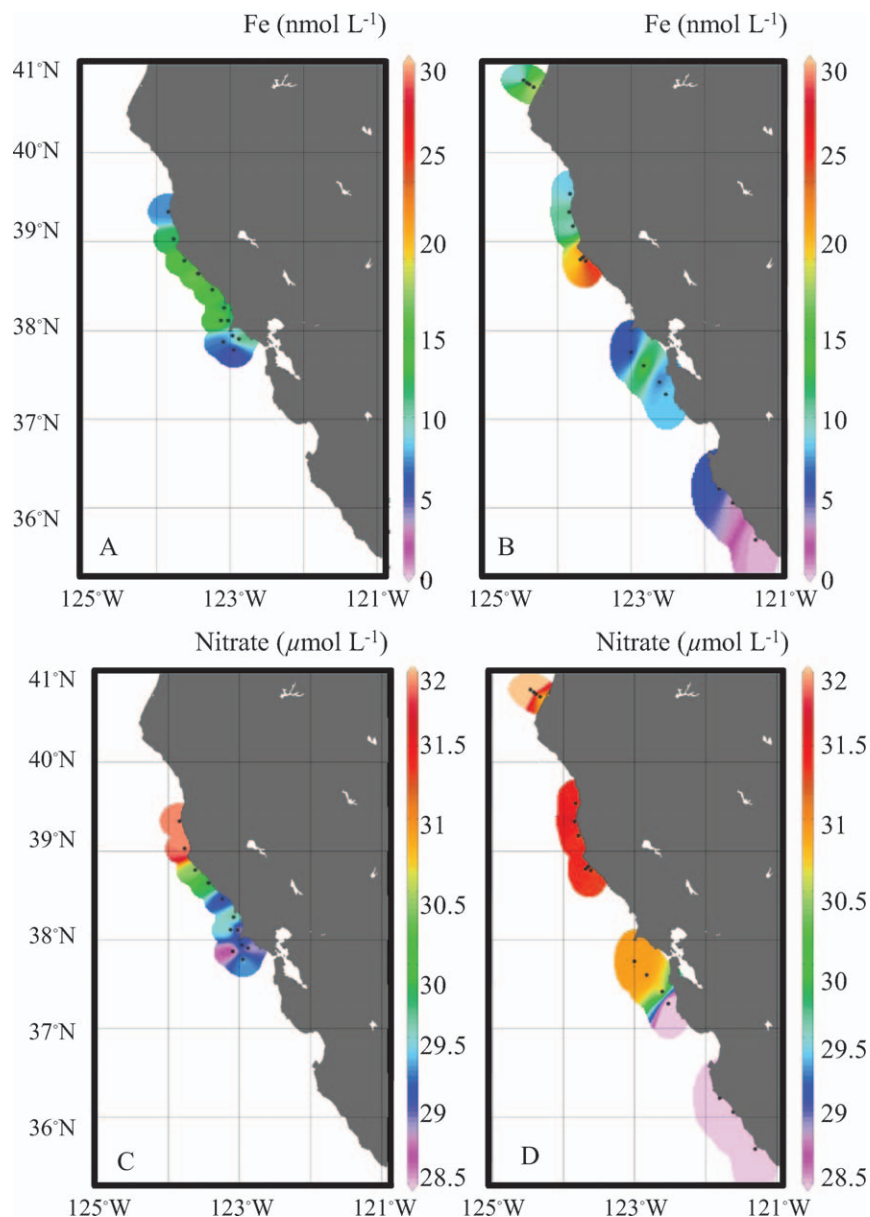 Fe (nmol L-1) Fe (nmol L-1)
41°N 30 30
40°N 25 25
39°N 20 20
38°N 15 15
37°N 10 10
36°N 5 5
A B
0 0
125°W 123°W 121°W 125°W 123°W 121°W
Nitrate (µmol L-1) Nitrate (µmol L-1)
41°N 32 32
31.5 31.5
40°N
31 31
39°N
30.5 30.5
38°N
30 30
37°N
29.5 29.5
36°N 29 29
C D
28.5 28.5
125°W 123°W 121°W 125°W 123°W 121°W